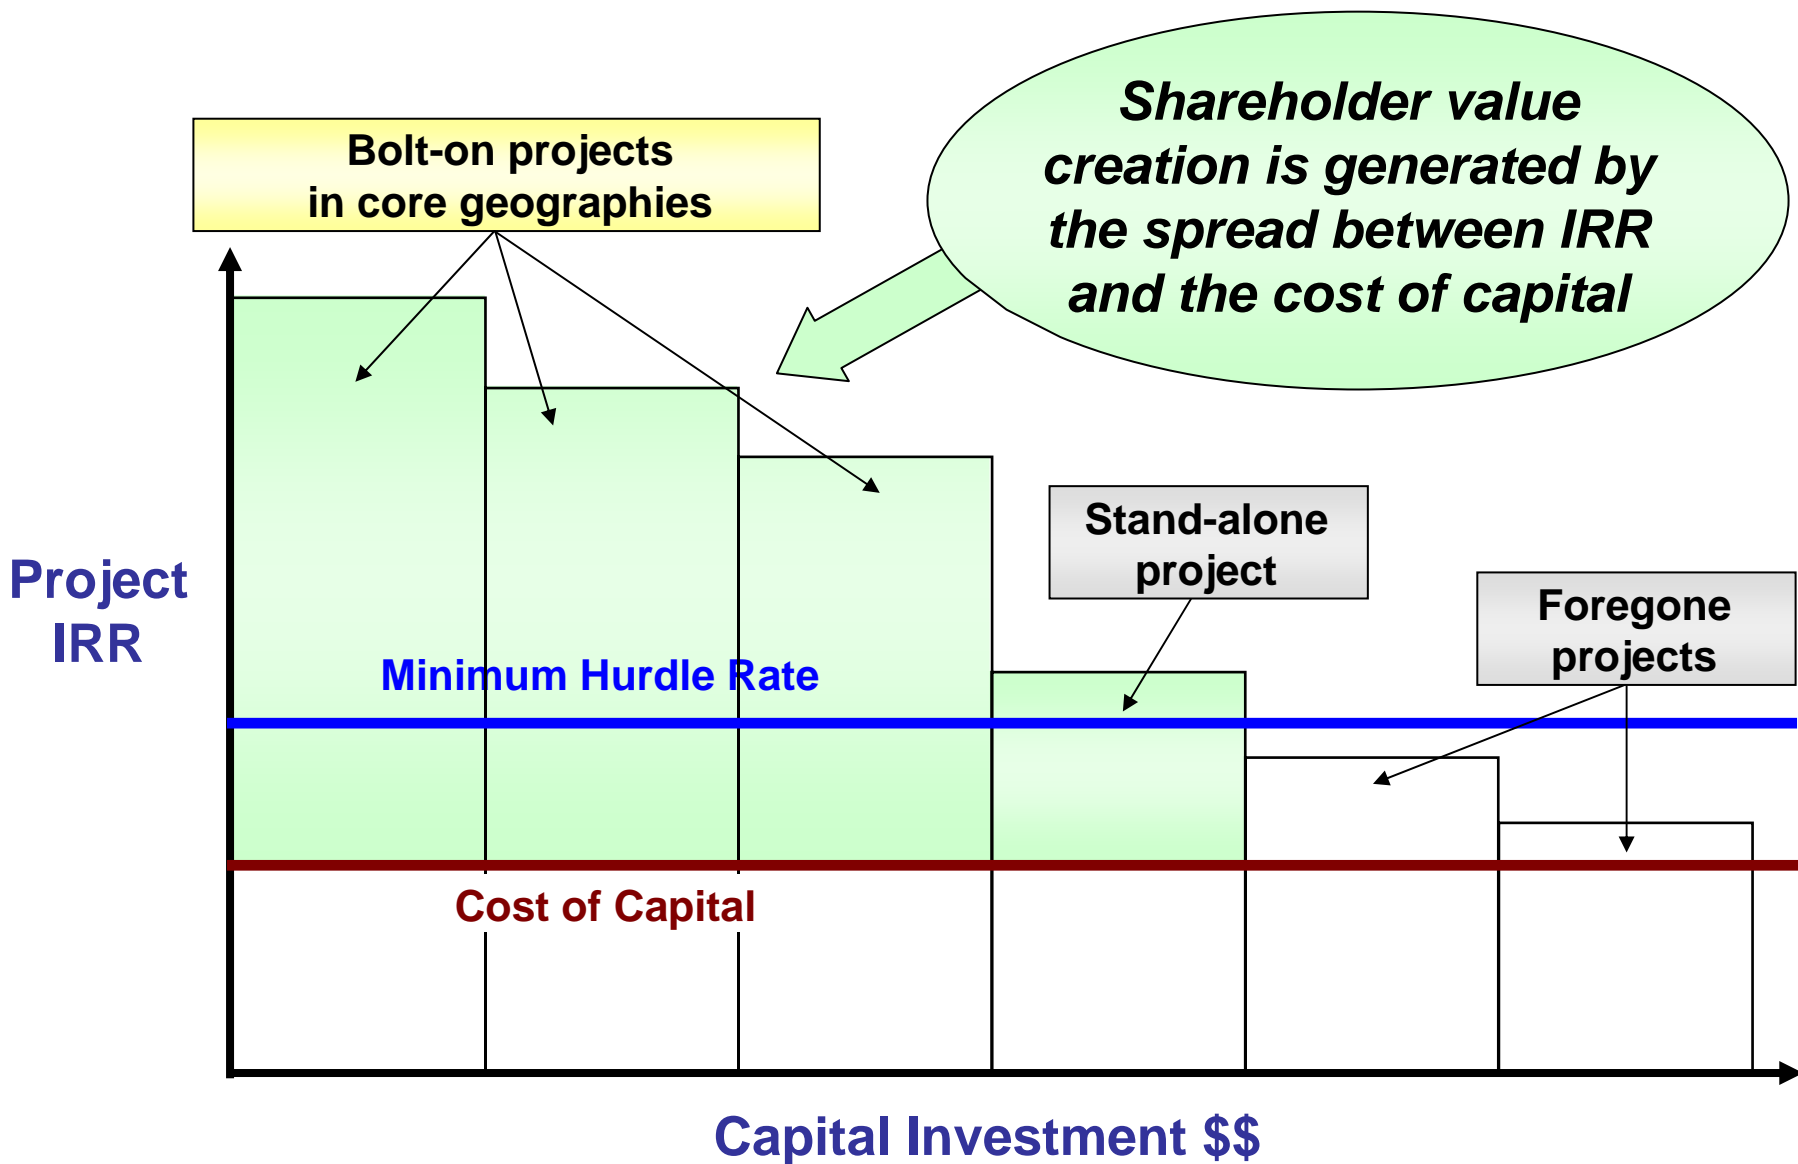 Shareholder value
creation is generated by
the spread between IRR
and the cost of capital
Bolt-on projects
in core geographies
Stand-alone
project
Foregone
projects
Project
IRR
Minimum Hurdle Rate
Cost of Capital
Capital Investment $$